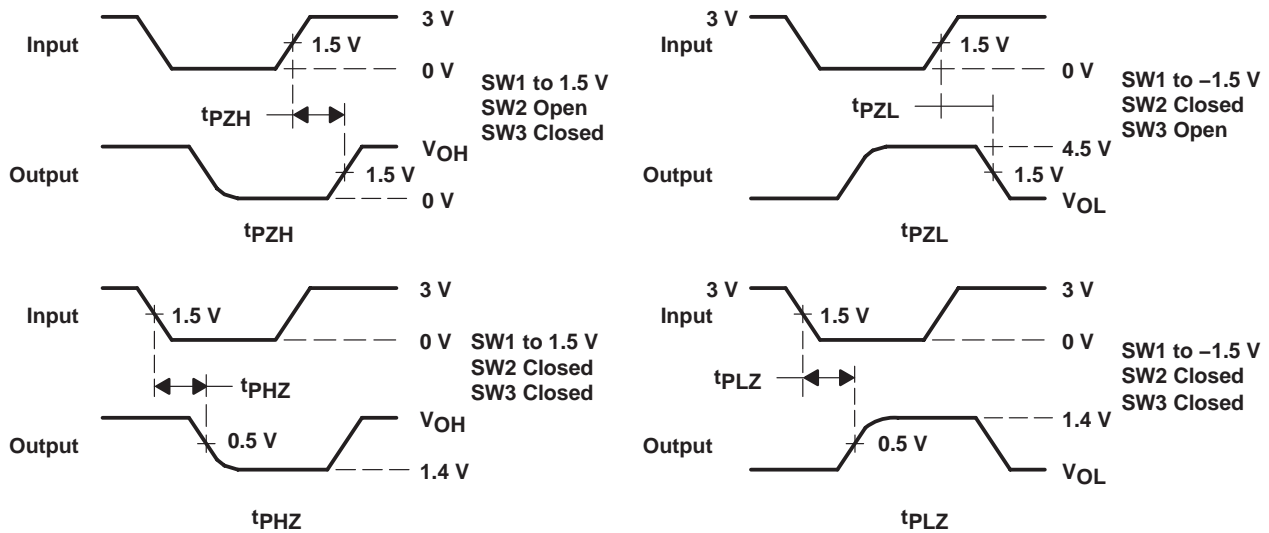 3 V
Input
1.5 V
0 V
SW1 to 1.5 V
SW2 Open
SW3 Closed
tPZH
VOH
Output
1.5 V
0 V
tPZH
3 V
Input
1.5 V
0 V
SW1 to –1.5 V
SW2 Closed
SW3 Open
tPZL
4.5 V
Output
1.5 V
VOL
tPZL
3 V
Input
1.5 V
0 V
SW1 to 1.5 V
SW2 Closed
SW3 Closed
tPHZ
VOH
Output
0.5 V
1.4 V
tPHZ
3 V
3 V
Input
1.5 V
0 V
SW1 to –1.5 V
SW2 Closed
SW3 Closed
tPLZ
1.4 V
Output
0.5 V
VOL
tPLZ